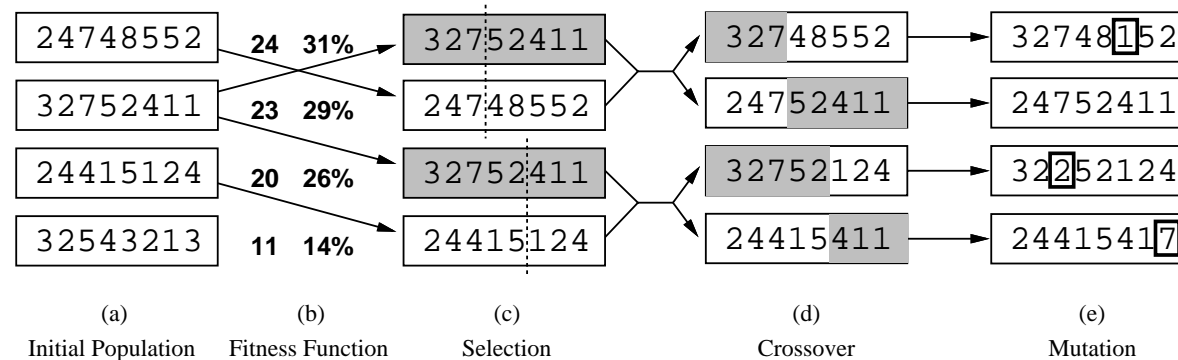 24748552 24 31% 32752411 32748552 32748152
32752411 23 29% 24748552 24752411 24752411
24415124 20 26% 32752411 32752124 32252124
32543213 11 14% 24415124 24415411 24415417
(a) (b) (c) (d) (e)
Initial Population Fitness Function Selection Crossover Mutation